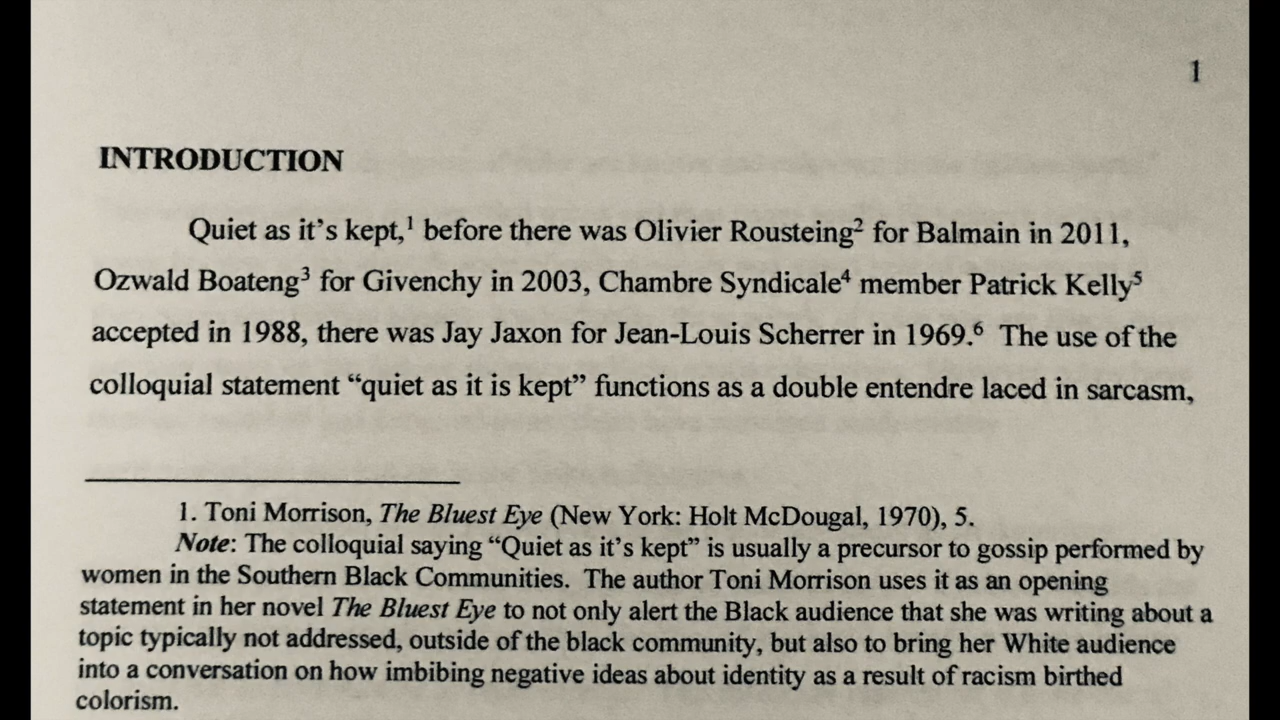 1
INTRODUCTION
Quiet as it’s kept,¹ before there was Olivier Rousteing² for Balmain in 2011,
Ozwald Boateng³ for Givenchy in 2003, Chambre Syndicale⁴ member Patrick Kelly⁵
accepted in 1988, there was Jay Jaxon for Jean-Louis Scherrer in 1969.⁶ The use of the
colloquial statement “quiet as it is kept” functions as a double entendre laced in sarcasm,
1. Toni Morrison, The Bluest Eye (New York: Holt McDougal, 1970), 5.
Note: The colloquial saying “Quiet as it’s kept” is usually a precursor to gossip performed by
women in the Southern Black Communities. The author Toni Morrison uses it as an opening
statement in her novel The Bluest Eye to not only alert the Black audience that she was writing about a
topic typically not addressed, outside of the black community, but also to bring her White audience
into a conversation on how imbibing negative ideas about identity as a result of racism birthed
colorism.